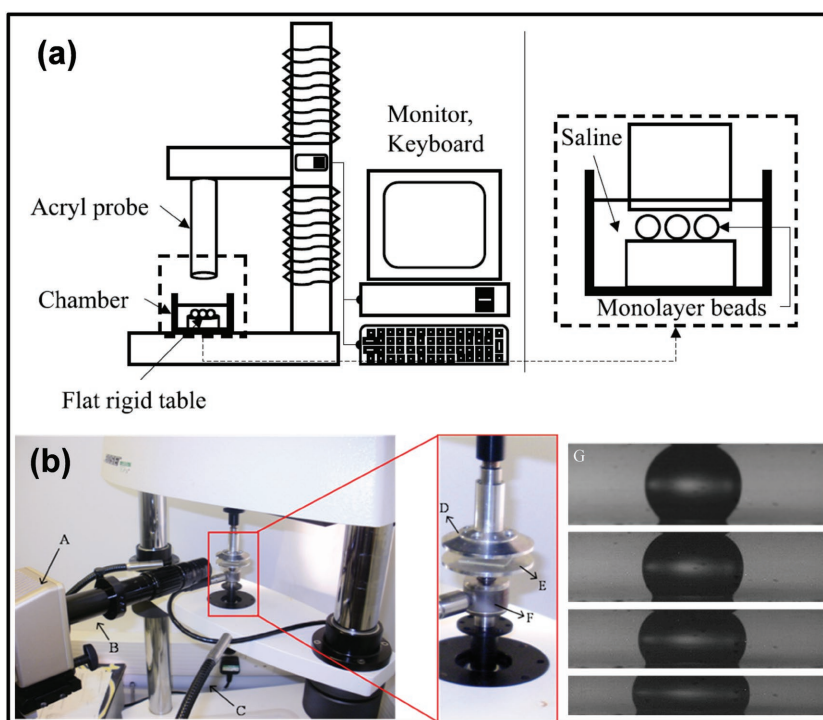 (a)
Monitor,
Keyboard
Saline
Acryl probe
Chamber
Monolayer beads
Flat rigid table
(b)
A
B
C
D
E
F
G